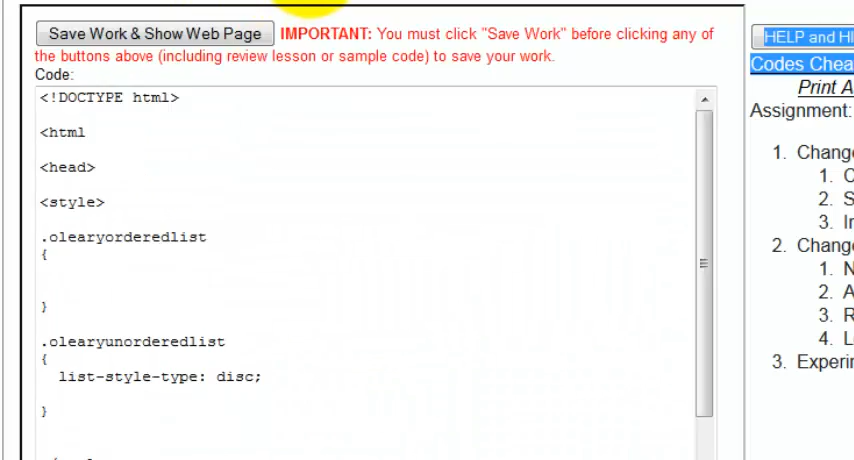 Save Work & Show Web Page IMPORTANT: You must click "Save Work" before clicking any of
the buttons above (including review lesson or sample code) to save your work.
Code:
<!DOCTYPE html>
<html
<head>
<style>
.olearyorderedlist
{
}
.olearyunorderedlist
{
list-style-type: disc;
}
HELP and HI
Codes Chea
Print A
Assignment:
1. Change
1. C
2. S
3. I
2. Change
1. N
2. A
3. R
4. L
3. Experi